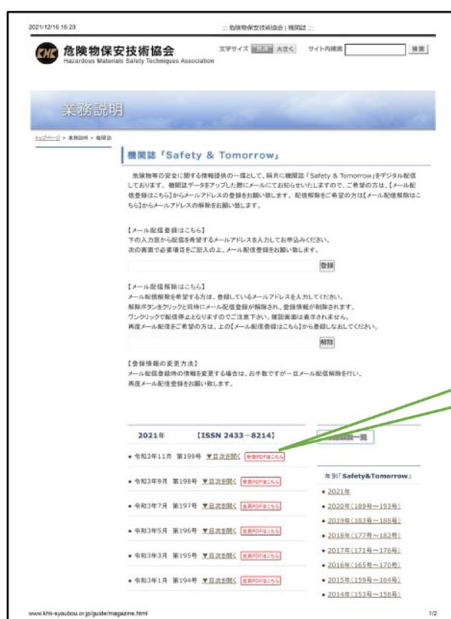 2021/12/16 16:23
::: 危険物保安技術協会 | 機関誌 :::
KHK 危険物保安技術協会
Hazardous Materials Safety Techniques Association
文字サイズ 標準 大きく サイト内検索 検索
業務説明
トップページ > 業務説明 > 機関誌
機関誌「Safety & Tomorrow」
危険物等の安全に関する情報提供の一環として、隔月に機関誌「Safety & Tomorrow」をデジタル配信
しております。 機関誌データをアップした際にメールにてお知らせいたしますので、ご希望の方は、【メール配
信登録はこちら】からメールアドレスの登録をお願い致します。 配信解除をご希望の方は【メール配信解除はこ
ちら】からメールアドレスの解除をお願い致します。
【メール配信登録はこちら】
下の入力窓から配信を希望するメールアドレスを入力してお申込みください。
次の画面で必要項目をご記入の上、メール配信登録をお願い致します。
登録
【メール配信解除はこちら】
メール配信解除を希望する方は、登録しているメールアドレスを入力してください。
解除ボタンをクリックと同時にメール配信登録が解除され、登録情報が削除されます。
ワンクリックで配信停止となりますのでご注意下さい。確認画面は表示されません。
再度メール配信をご希望の方は、上の【メール配信登録はこちら】から登録しなおしてください。
解除
【登録情報の変更方法】
メール配信登録時の情報を変更する場合は、お手数ですが一旦メール配信解除を行い、
再度メール配信登録をお願い致します。
2021年 【ISSN 2433-8214】
令和3年11月 第199号 ▼目次を開く 全頁PDFはこちら
令和3年9月 第198号 ▼目次を開く 全頁PDFはこちら
令和3年7月 第197号 ▼目次を開く 全頁PDFはこちら
令和3年5月 第196号 ▼目次を開く 全頁PDFはこちら
令和3年3月 第195号 ▼目次を開く 全頁PDFはこちら
令和3年1月 第194号 ▼目次を開く 全頁PDFはこちら
一覧
年別「Safety&Tomorrow」
2021年
2020年(189号～193号)
2019年(183号～188号)
2018年(177号～182号)
2017年(171号～176号)
2016年(165号～170号)
2015年(159号～164号)
2014年(153号～158号)
www.khk-syoubou.or.jp/guide/magazine.html
1/2